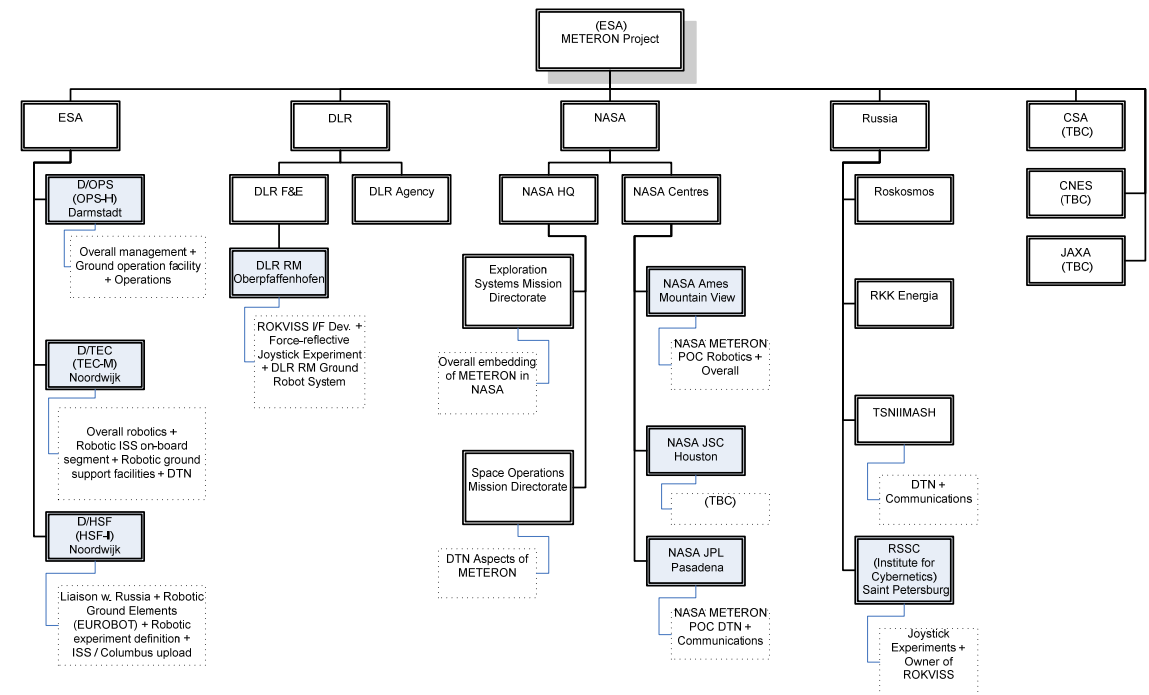 (ESA)
METERON Project
ESA
DLR
NASA
Russia
CSA
(TBC)
D/OPS
(OPS-H)
Darmstadt
Overall management +
Ground operation facility
+ Operations
D/TEC
(TEC-M)
Noordwijk
Overall robotics +
Robotic ISS on-board
segment + Robotic ground
support facilities + DTN
D/HSF
(HSF-II)
Noordwijk
Liaison w. Russia + Robotic
Ground Elements
(EUROBOT) + Robotic
experiment definition +
ISS / Columbus upload
DLR F&E
DLR Agency
DLR RM
Oberpfaffenhofen
ROKVISS I/F Dev. +
Force-reflective
Joystick Experiment
+ DLR RM Ground
Robot System
NASA HQ
NASA Centres
Exploration
Systems Mission
Directorate
Overall embedding
of METERON in
NASA
Space Operations
Mission Directorate
DTN Aspects of
METERON
NASA Ames
Mountain View
NASA METERON
POC Robotics +
Overall
NASA JSC
Houston
(TBC)
NASA JPL
Pasadena
NASA METERON
POC DTN +
Communications
Roskosmos
RKK Energia
TSNIIMASH
DTN +
Communications
RSSC
(Institute for
Cybernetics)
Saint Petersburg
Joystick
Experiments +
Owner of
ROKVISS
CNES
(TBC)
JAXA
(TBC)